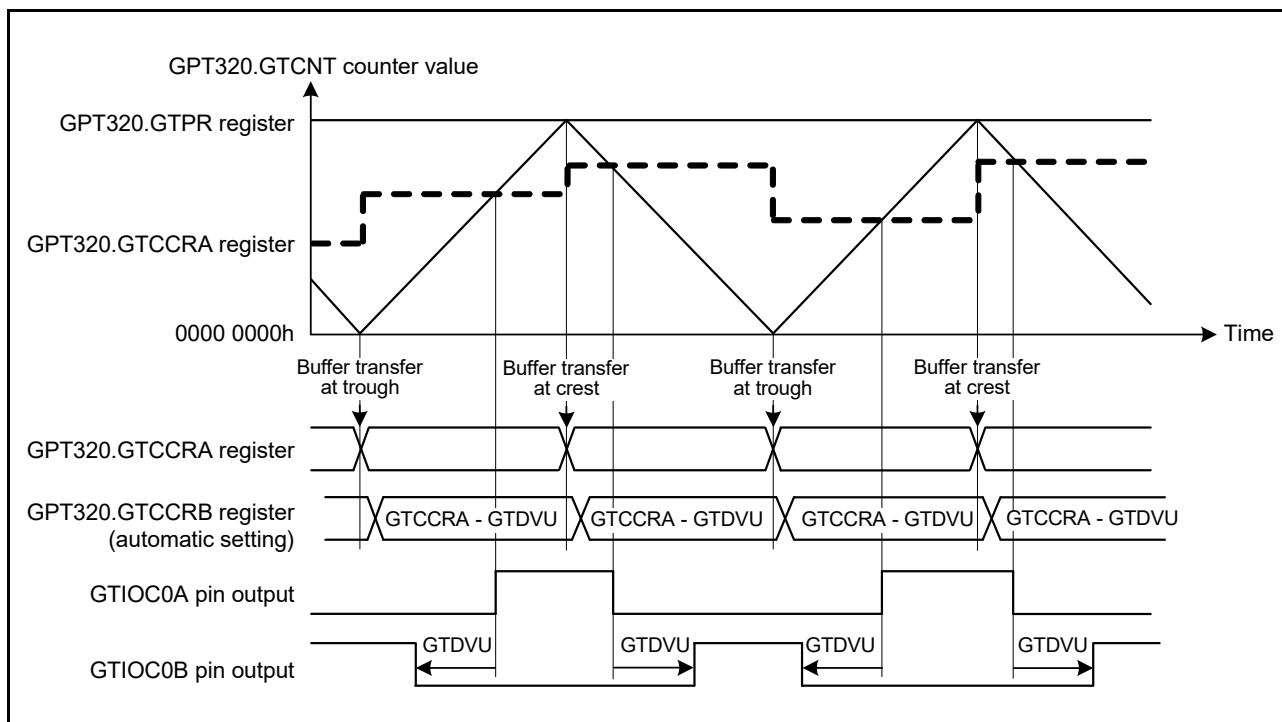 GPT320.GTCNT counter value
GPT320.GTPR register
GPT320.GTCCRA register
0000 0000h
Time
Buffer transfer
at trough
Buffer transfer
at crest
Buffer transfer
at trough
Buffer transfer
at crest
GPT320.GTCCRA register
GPT320.GTCCRB register
(automatic setting)
GTCCRA - GTDVU
GTCCRA - GTDVU
GTCCRA - GTDVU
GTCCRA - GTDVU
GTIOC0A pin output
GTDVU
GTDVU
GTDVU
GTDVU
GTIOC0B pin output